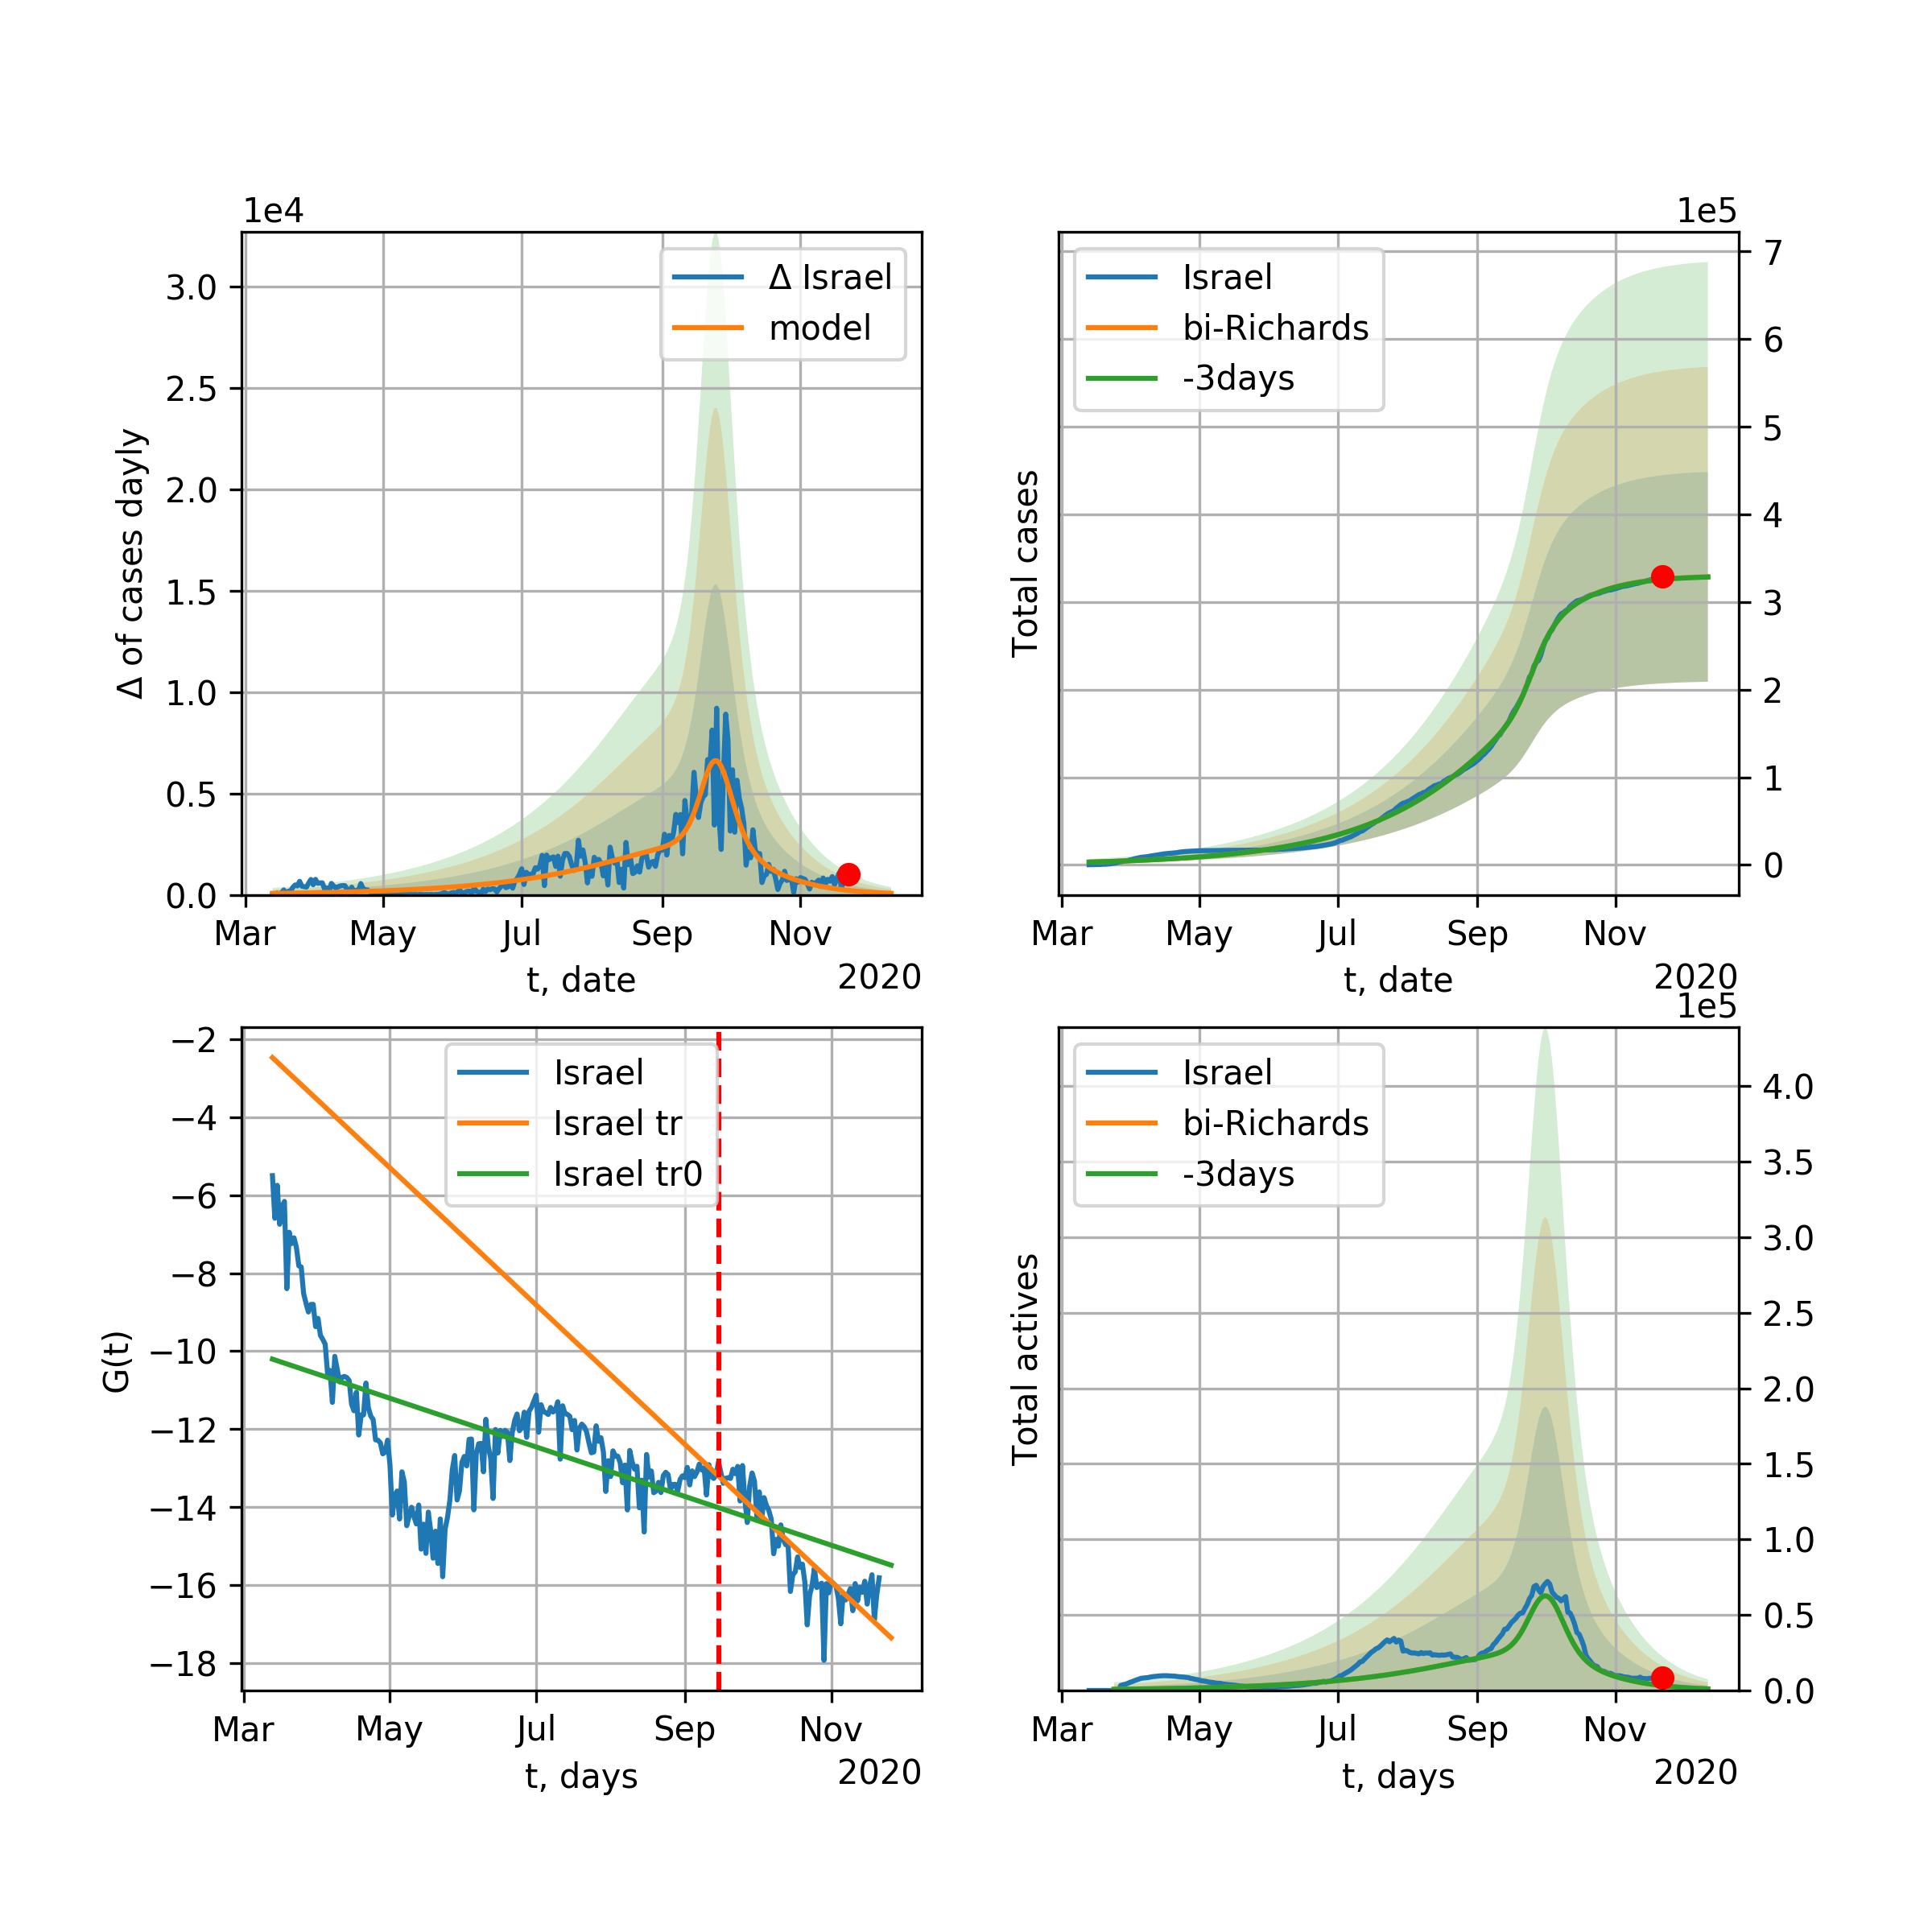 1e4
3.0
2.5
2.0
1.5
1.0
0.5
0.0
Δ of cases dayly
Δ Israel
model
Mar May Jul Sep Nov
t, date
2020
1e5
7
6
5
4
3
2
1
0
Total cases
Israel
bi-Richards
-3days
Mar May Jul Sep Nov
t, date
2020
−2
−4
−6
−8
−10
−12
−14
−16
−18
G(t)
Israel
Israel tr
Israel tr0
Mar May Jul Sep Nov
t, days
2020
1e5
4.0
3.5
3.0
2.5
2.0
1.5
1.0
0.5
0.0
Total actives
Israel
bi-Richards
-3days
Mar May Jul Sep Nov
t, days
2020